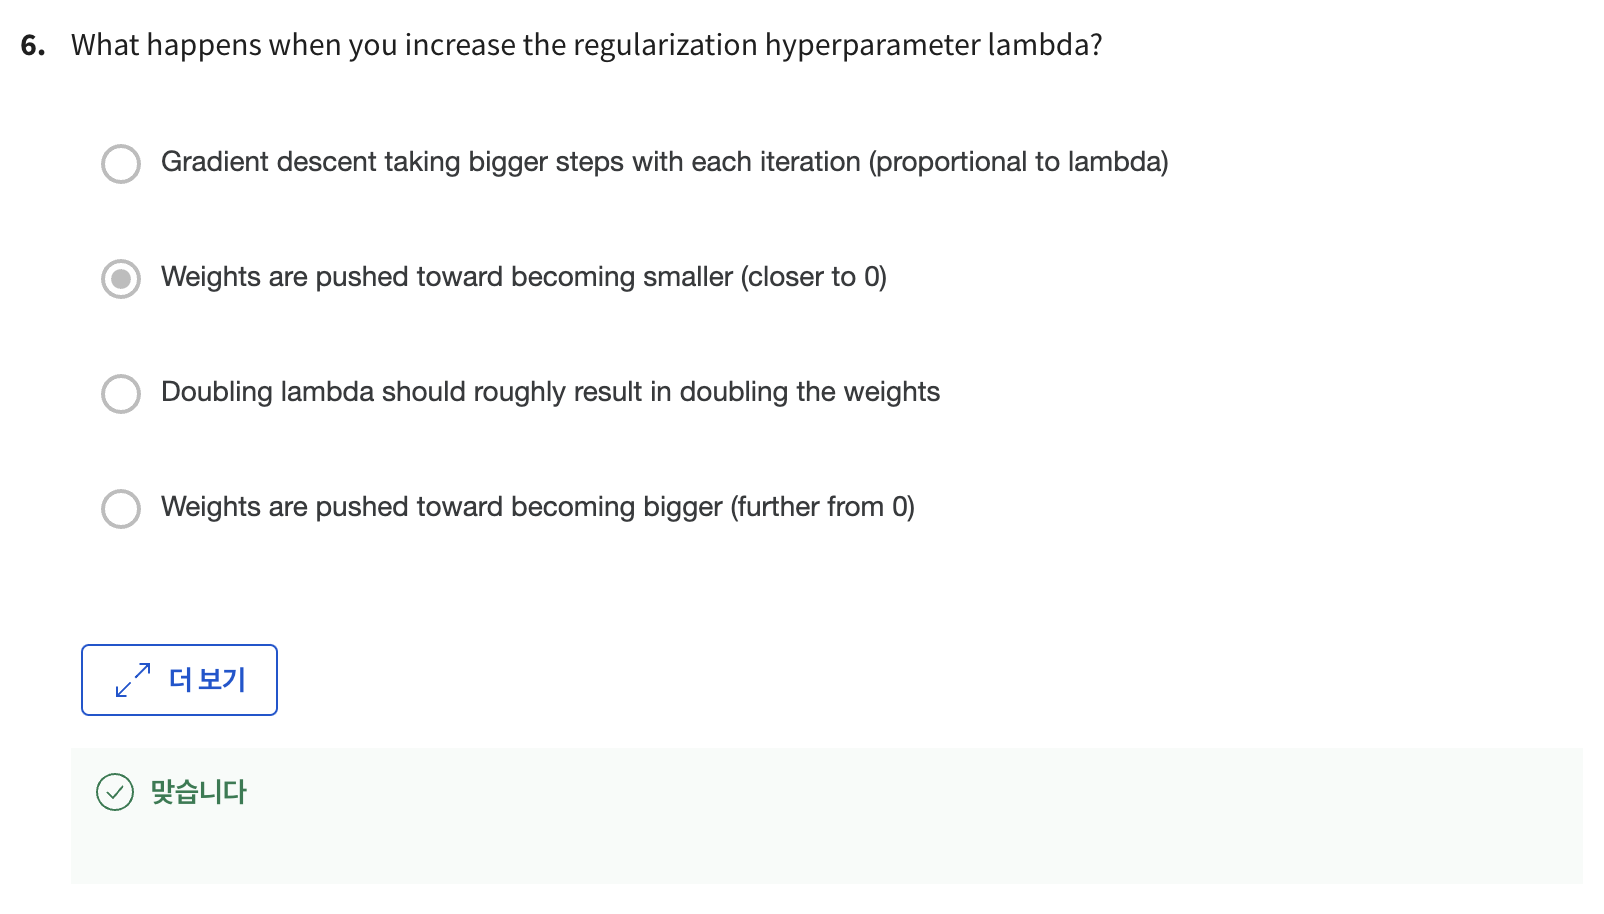 6. What happens when you increase the regularization hyperparameter lambda?
Gradient descent taking bigger steps with each iteration (proportional to lambda)
Weights are pushed toward becoming smaller (closer to 0)
Doubling lambda should roughly result in doubling the weights
Weights are pushed toward becoming bigger (further from 0)
더 보기
맞습니다